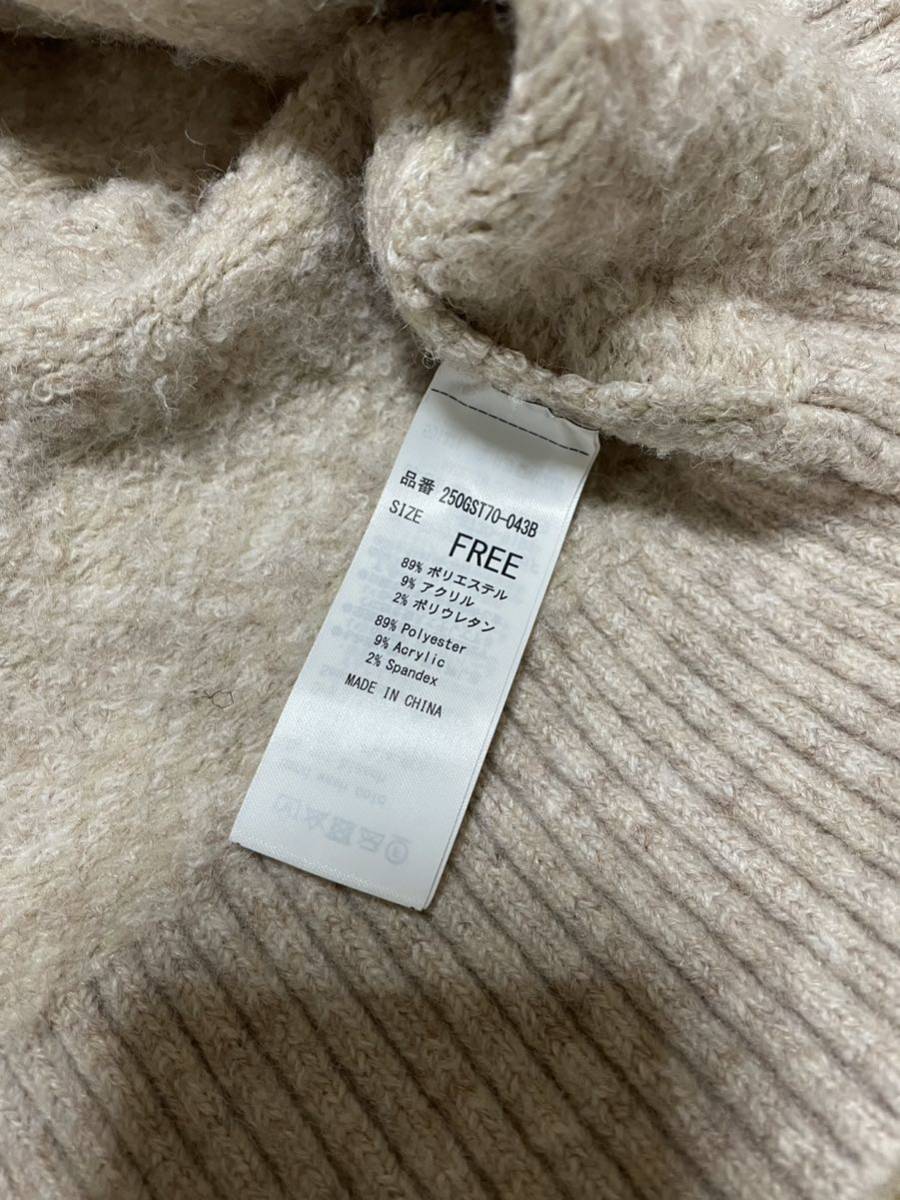 品番 250GST70-043B
SIZE
FREE
89% ポリエステル
9% アクリル
2% ポリウレタン
89% Polyester
9% Acrylic
2% Spandex
MADE IN CHINA